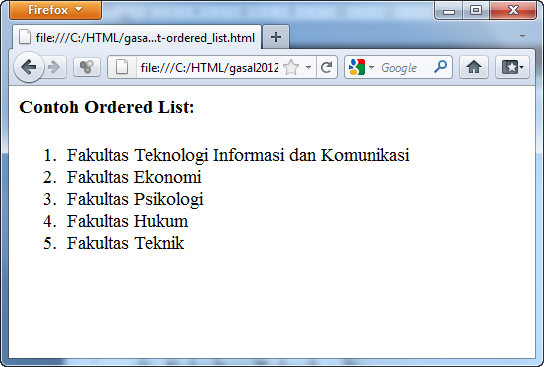 Firefox
file:///C:/HTML/gasa...t-ordered_list.html
file:///C:/HTML/gasal2012
Google
Contoh Ordered List:
1. Fakultas Teknologi Informasi dan Komunikasi
2. Fakultas Ekonomi
3. Fakultas Psikologi
4. Fakultas Hukum
5. Fakultas Teknik